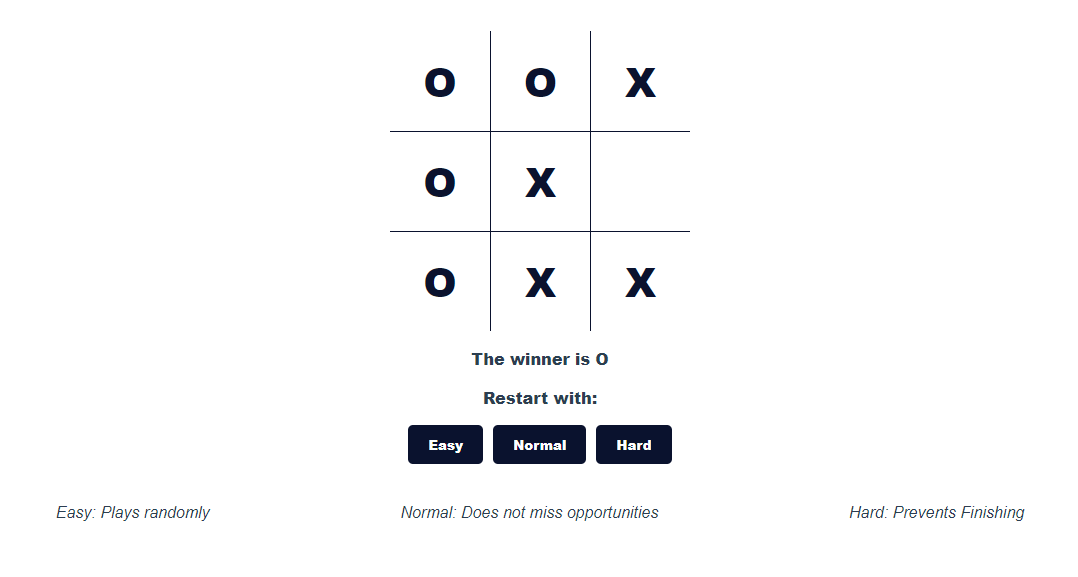 O O X
O X
O X X
The winner is O
Restart with:
Easy Normal Hard
Easy: Plays randomly Normal: Does not miss opportunities Hard: Prevents Finishing